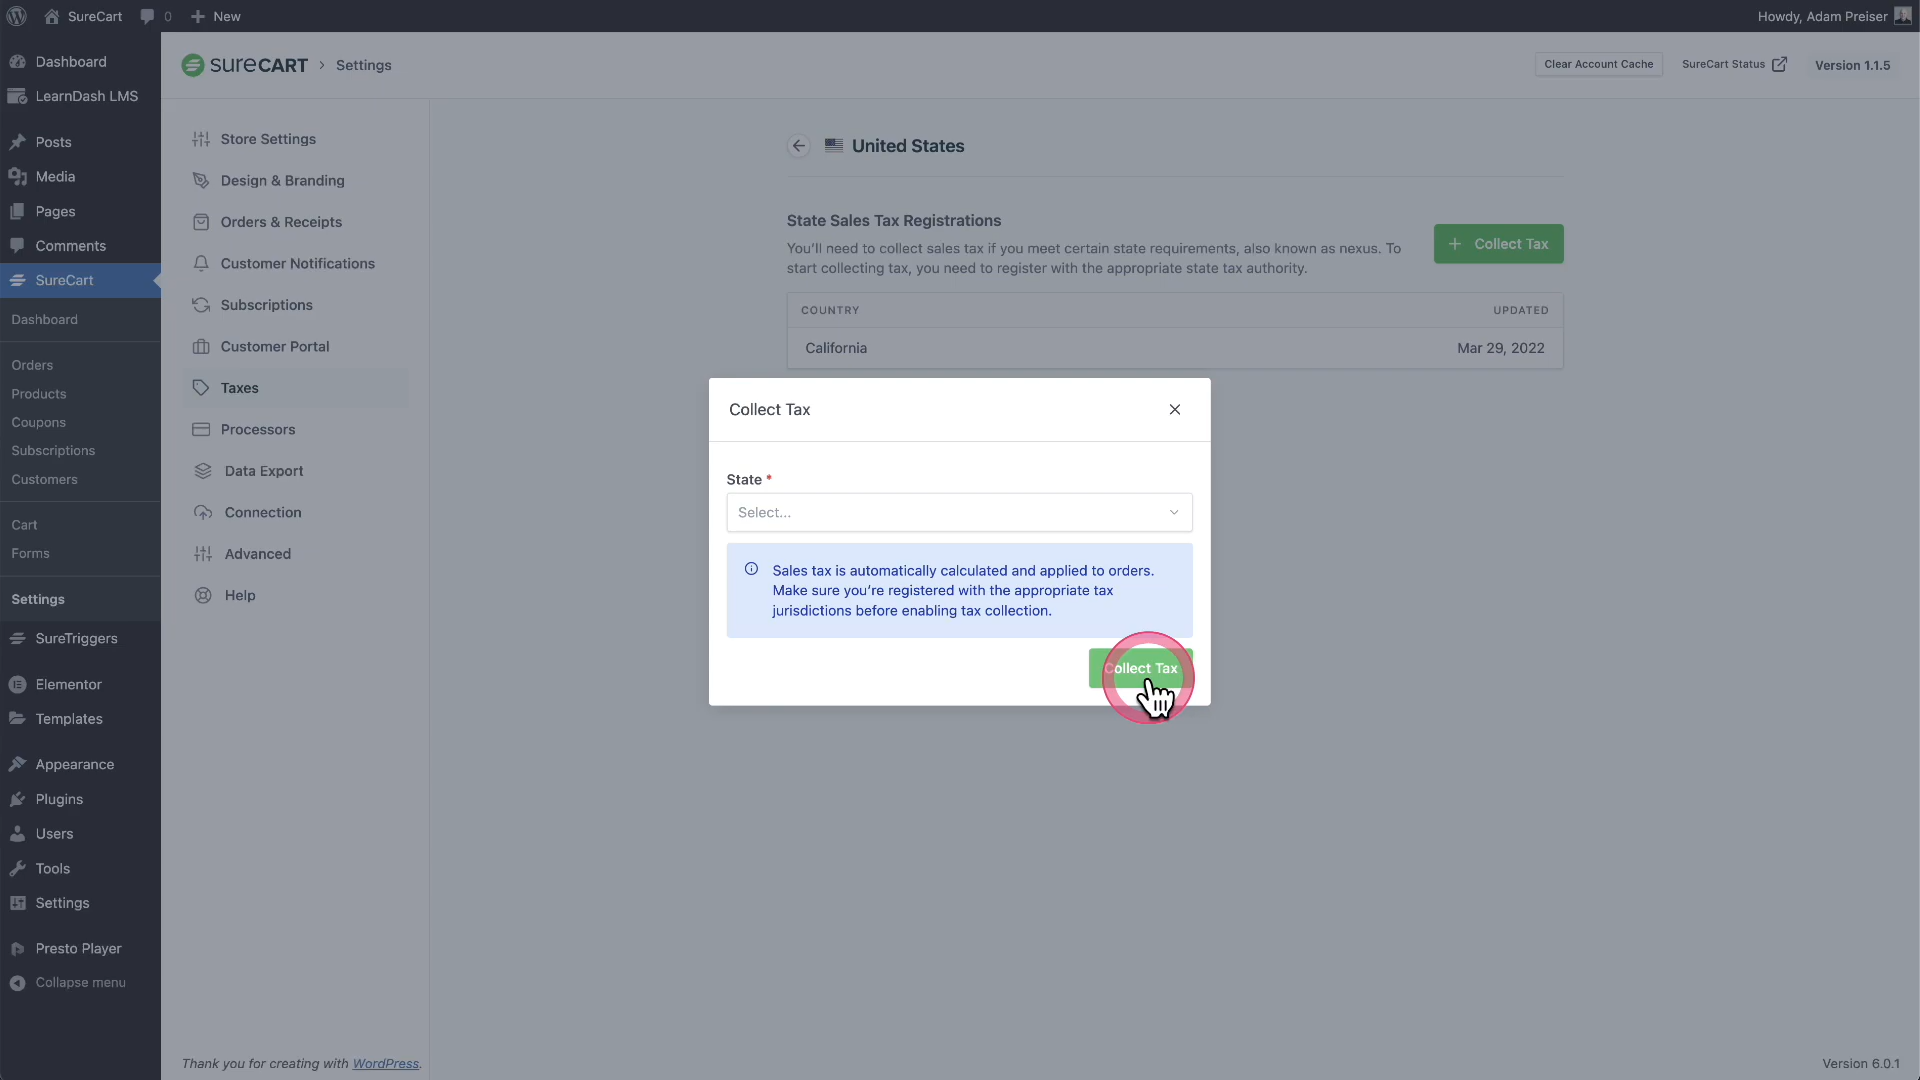 SureCart
0
New
Howdy, Adam Preiser
Dashboard
LearnDash LMS
Posts
Media
Pages
Comments
SureCart
Dashboard
Orders
Products
Coupons
Subscriptions
Customers
Cart
Forms
Settings
SureTriggers
Elementor
Templates
Appearance
Plugins
Users
Tools
Settings
Presto Player
Collapse menu
SURECART > Settings
Clear Account Cache
SureCart Status
Version 1.1.5
Store Settings
Design & Branding
Orders & Receipts
Customer Notifications
Subscriptions
Customer Portal
Taxes
Processors
Data Export
Connection
Advanced
Help
United States
State Sales Tax Registrations
You'll need to collect sales tax if you meet certain state requirements, also known as nexus. To
start collecting tax, you need to register with the appropriate state tax authority.
+ Collect Tax
COUNTRY UPDATED
California Mar 29, 2022
Collect Tax
State *
Select...
Sales tax is automatically calculated and applied to orders.
Make sure you're registered with the appropriate tax
jurisdictions before enabling tax collection.
Collect Tax
Thank you for creating with WordPress.
Version 6.0.1